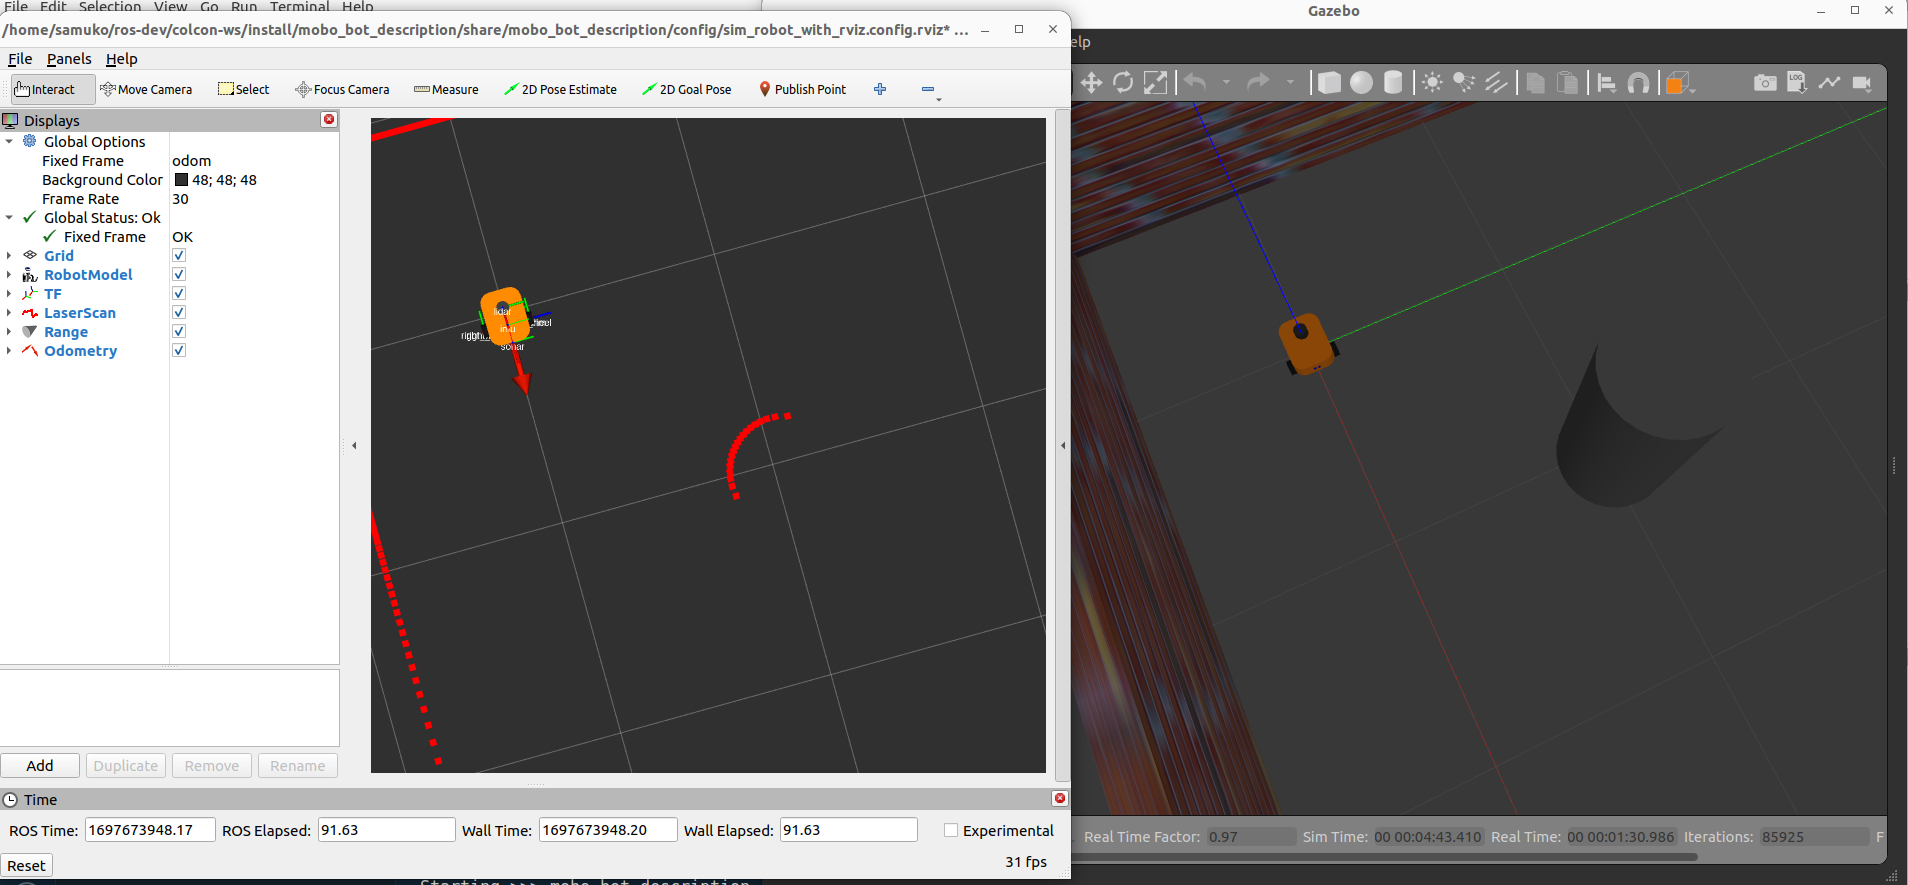 File Edit Selection View Go Run Terminal Help
/home/samuko/ros-dev/colcon-ws/install/mobo_bot_description/share/mobo_bot_description/config/sim_robot_with_rviz.config.rviz* ...
File Panels Help
Interact Move Camera Select Focus Camera Measure 2D Pose Estimate 2D Goal Pose Publish Point
Displays
Global Options
Fixed Frame odom
Background Color 48; 48; 48
Frame Rate 30
Global Status: Ok
Fixed Frame OK
Grid
RobotModel
TF
LaserScan
Range
Odometry
Add Duplicate Remove Rename
lidar
imu
sonar
Time
ROS Time: 1697673948.17 ROS Elapsed: 91.63 Wall Time: 1697673948.20 Wall Elapsed: 91.63 Experimental
Reset
31 fps
Starting >>> mobo_bot_description
Gazebo
elp
LOG
Real Time Factor: 0.97 Sim Time: 00 00:04:43.410 Real Time: 00 00:01:30.986 Iterations: 85925 F